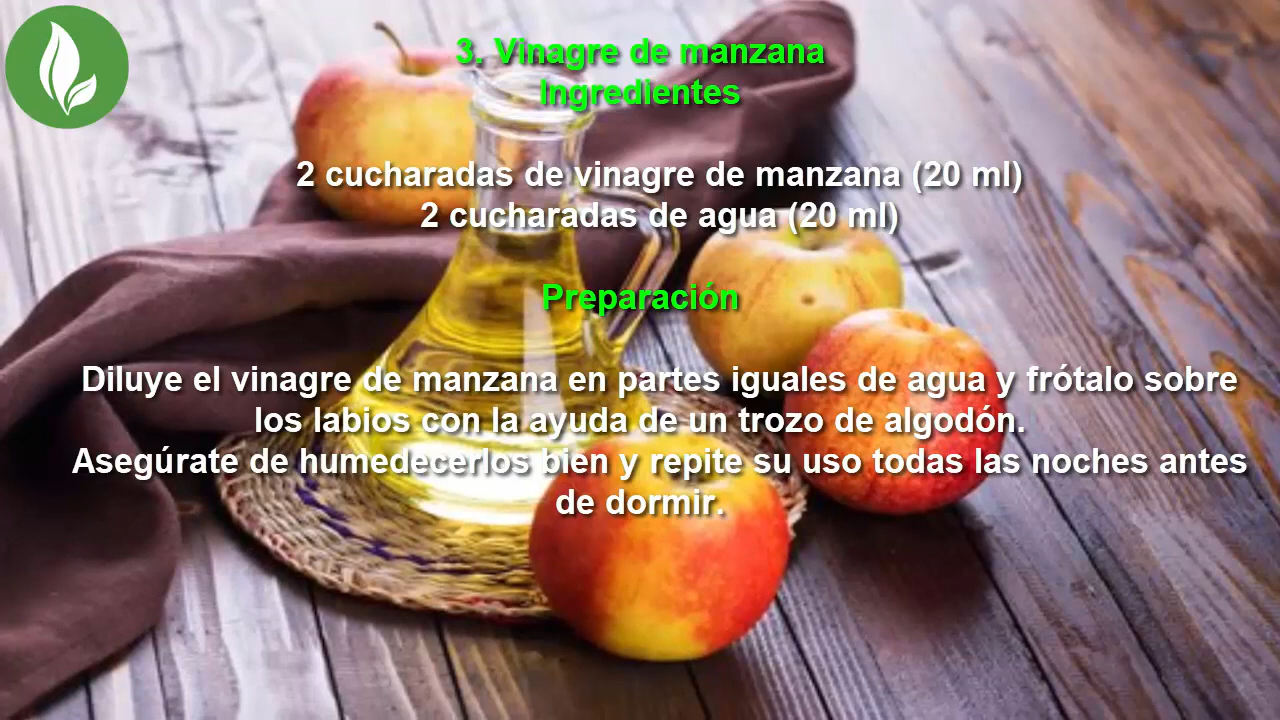 3. Vinagre de manzana
Ingredientes
2 cucharadas de vinagre de manzana (20 ml)
2 cucharadas de agua (20 ml)
Preparación
Diluye el vinagre de manzana en partes iguales de agua y frótalo sobre
los labios con la ayuda de un trozo de algodón.
Asegúrate de humedecerlos bien y repite su uso todas las noches antes
de dormir.